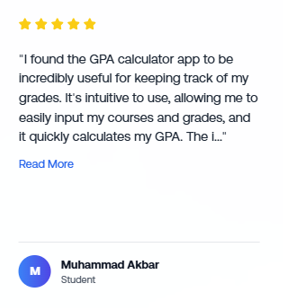 "I found the GPA calculator app to be
incredibly useful for keeping track of my
grades. It's intuitive to use, allowing me to
easily input my courses and grades, and
it quickly calculates my GPA. The i..."
Read More
M
Muhammad Akbar
Student